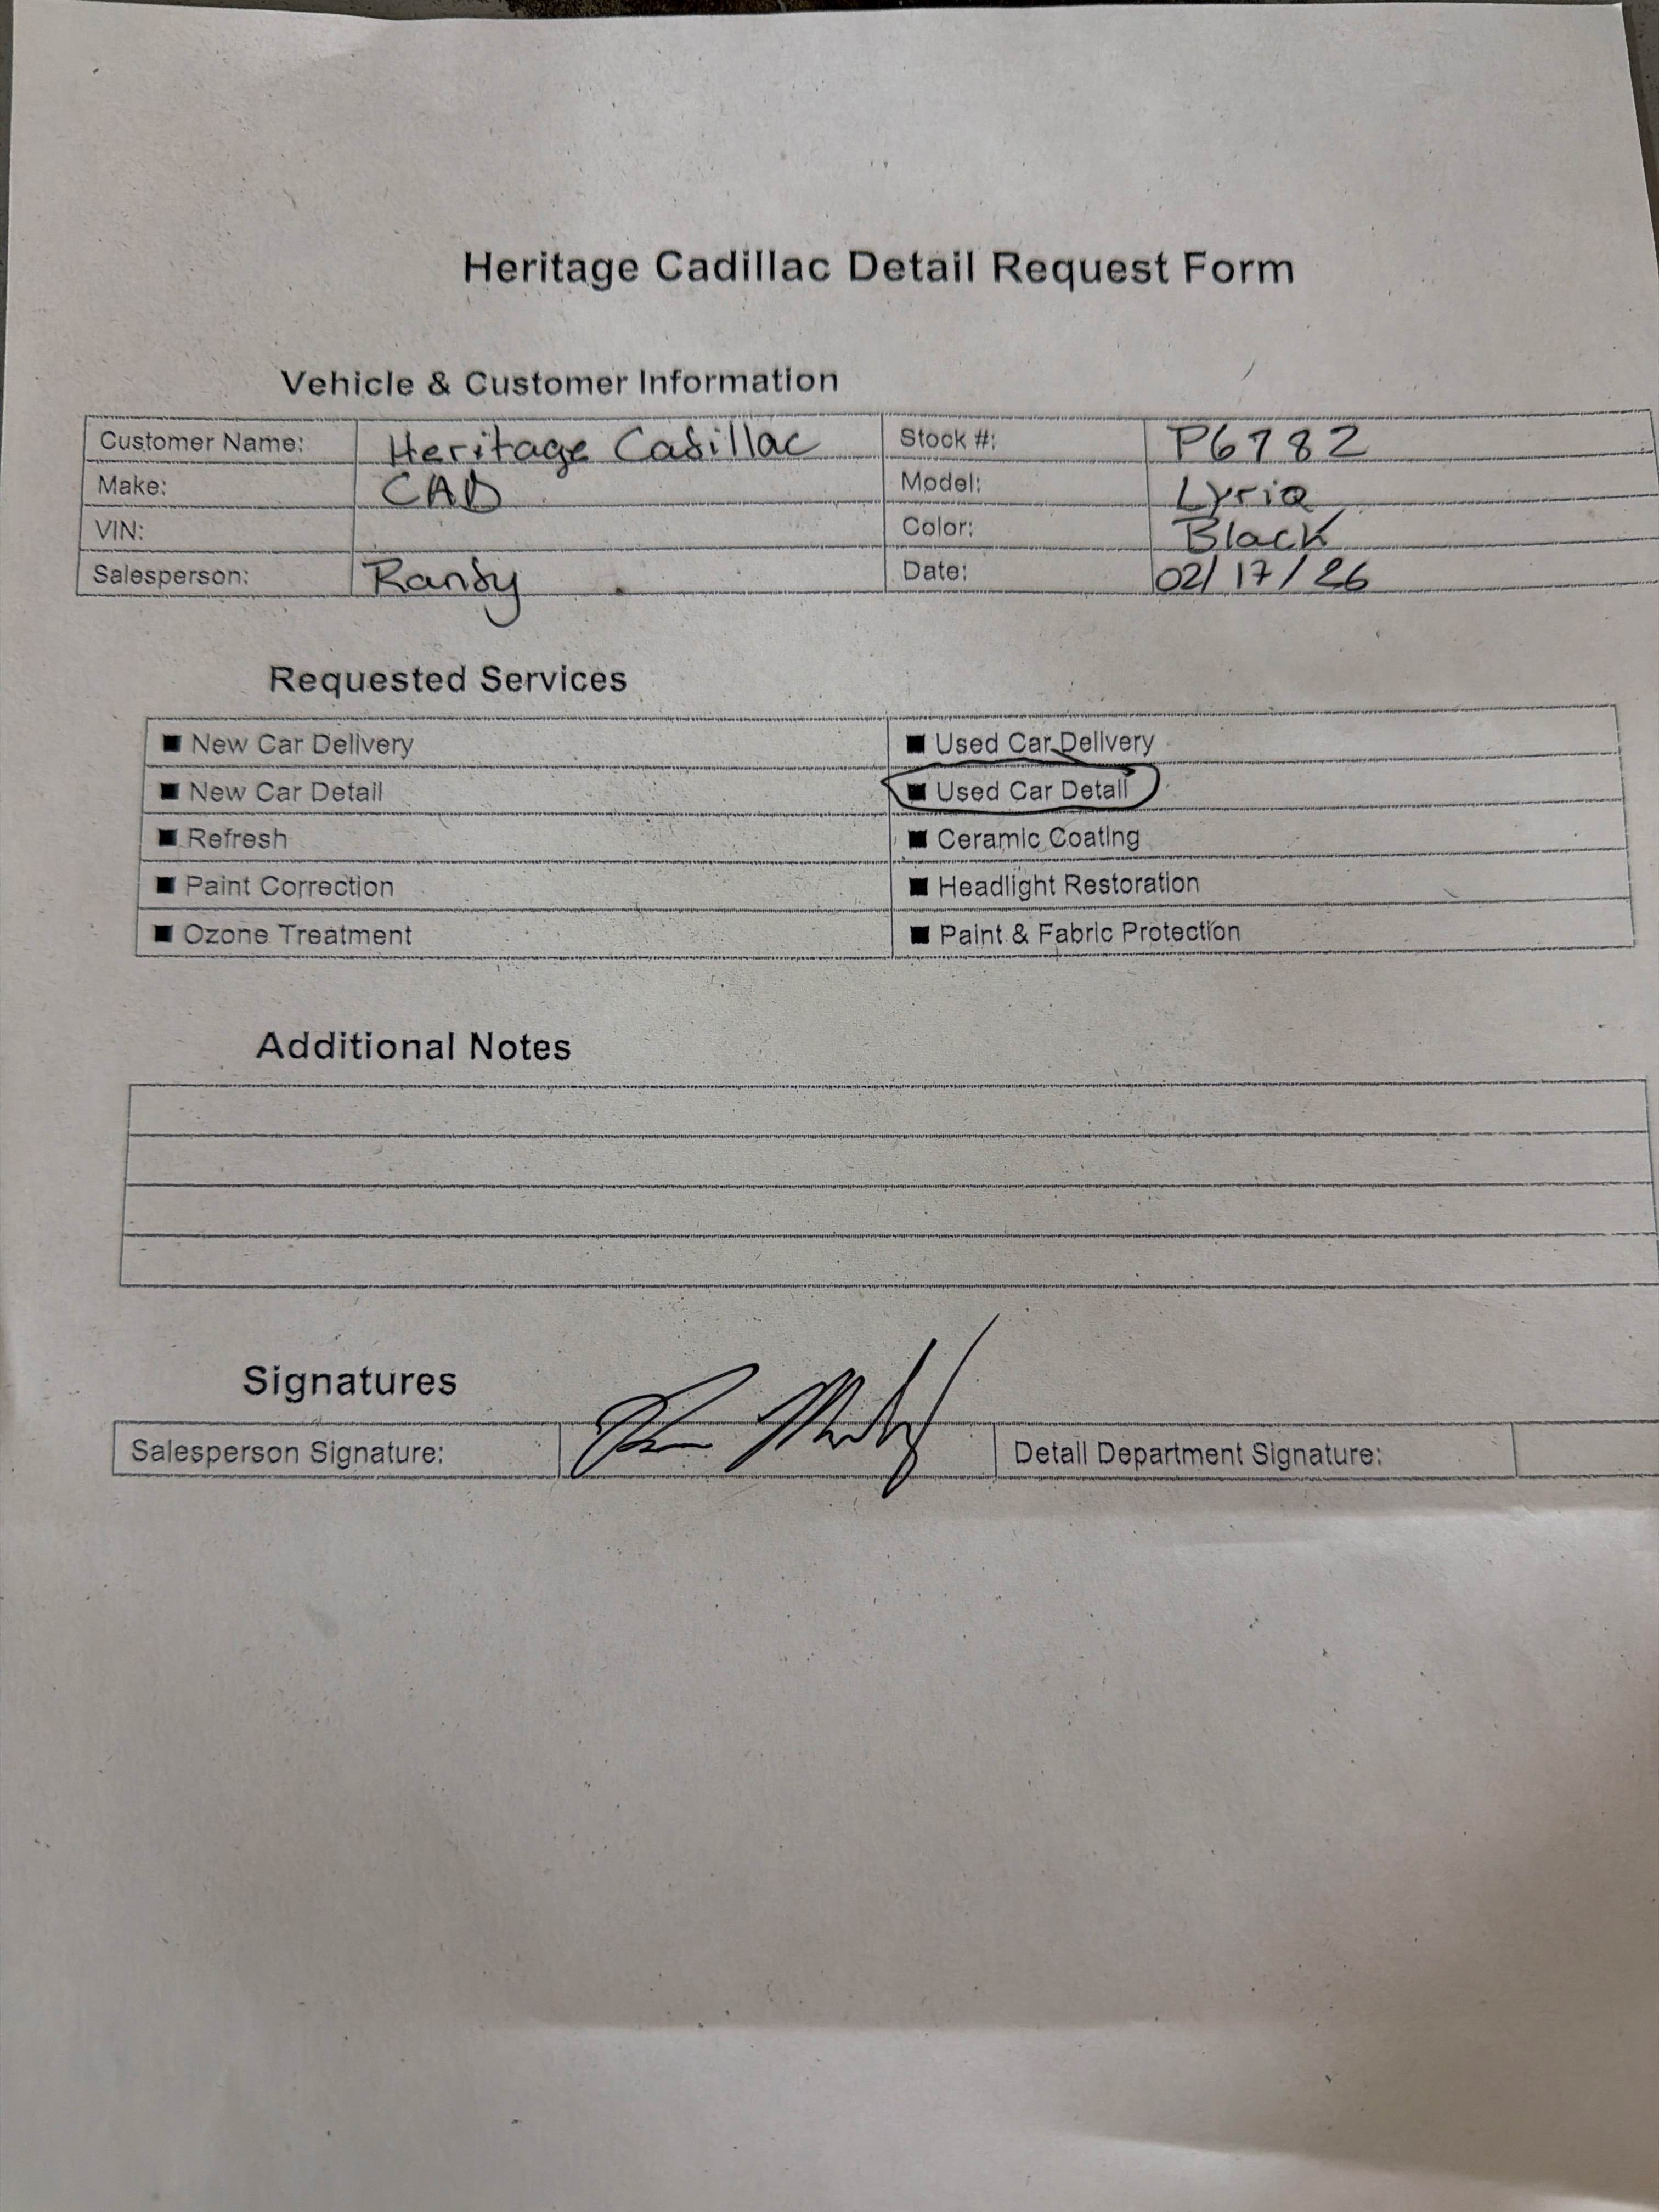 Heritage Cadillac Detail Request Form
Vehicle & Customer Information
Customer Name: Heritage Cadillac Stock #: P6782
Make: CAD Model: Lyriq
VIN: Color: Black
Salesperson: Randy Date: 02/17/26
Requested Services
■ New Car Delivery ■ Used Car Delivery
■ New Car Detail ■ Used Car Detail
■ Refresh ■ Ceramic Coating
■ Paint Correction ■ Headlight Restoration
■ Ozone Treatment ■ Paint & Fabric Protection
Additional Notes
Signatures
Salesperson Signature: Detail Department Signature: